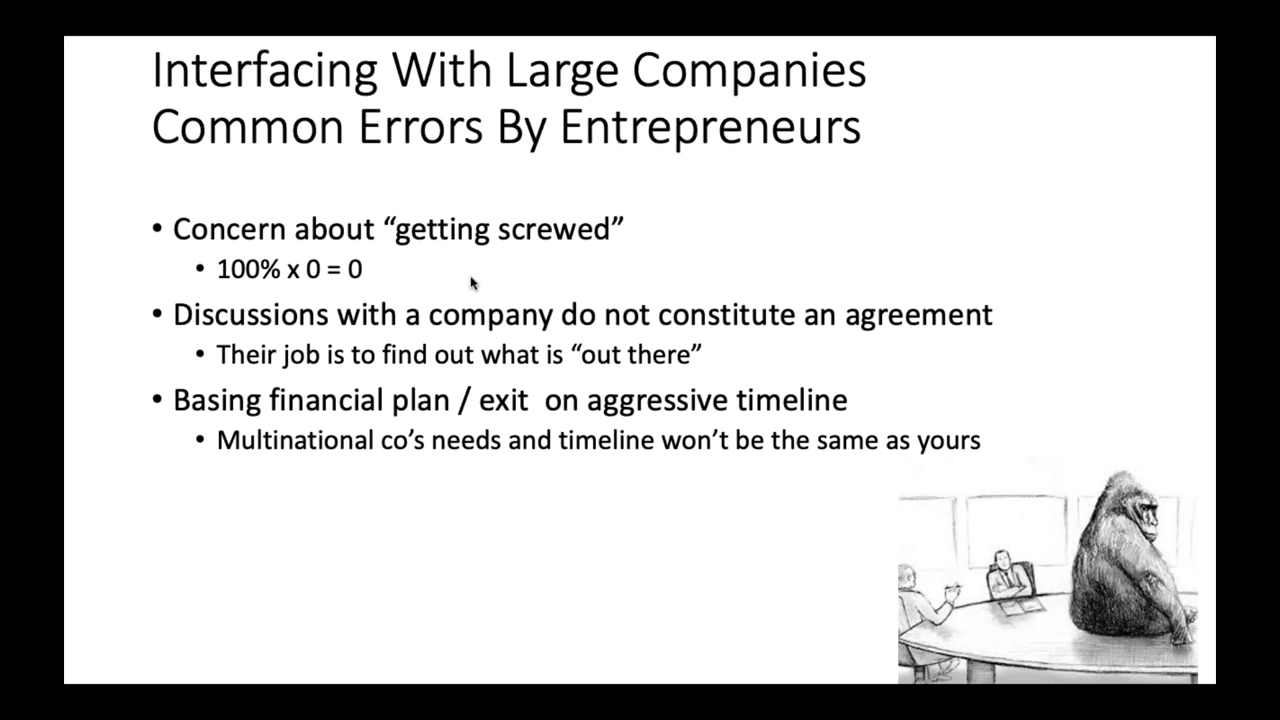 Interfacing With Large Companies
Common Errors By Entrepreneurs
• Concern about “getting screwed”
• 100% x 0 = 0
• Discussions with a company do not constitute an agreement
• Their job is to find out what is “out there”
• Basing financial plan / exit  on aggressive timeline
• Multinational co’s needs and timeline won’t be the same as yours